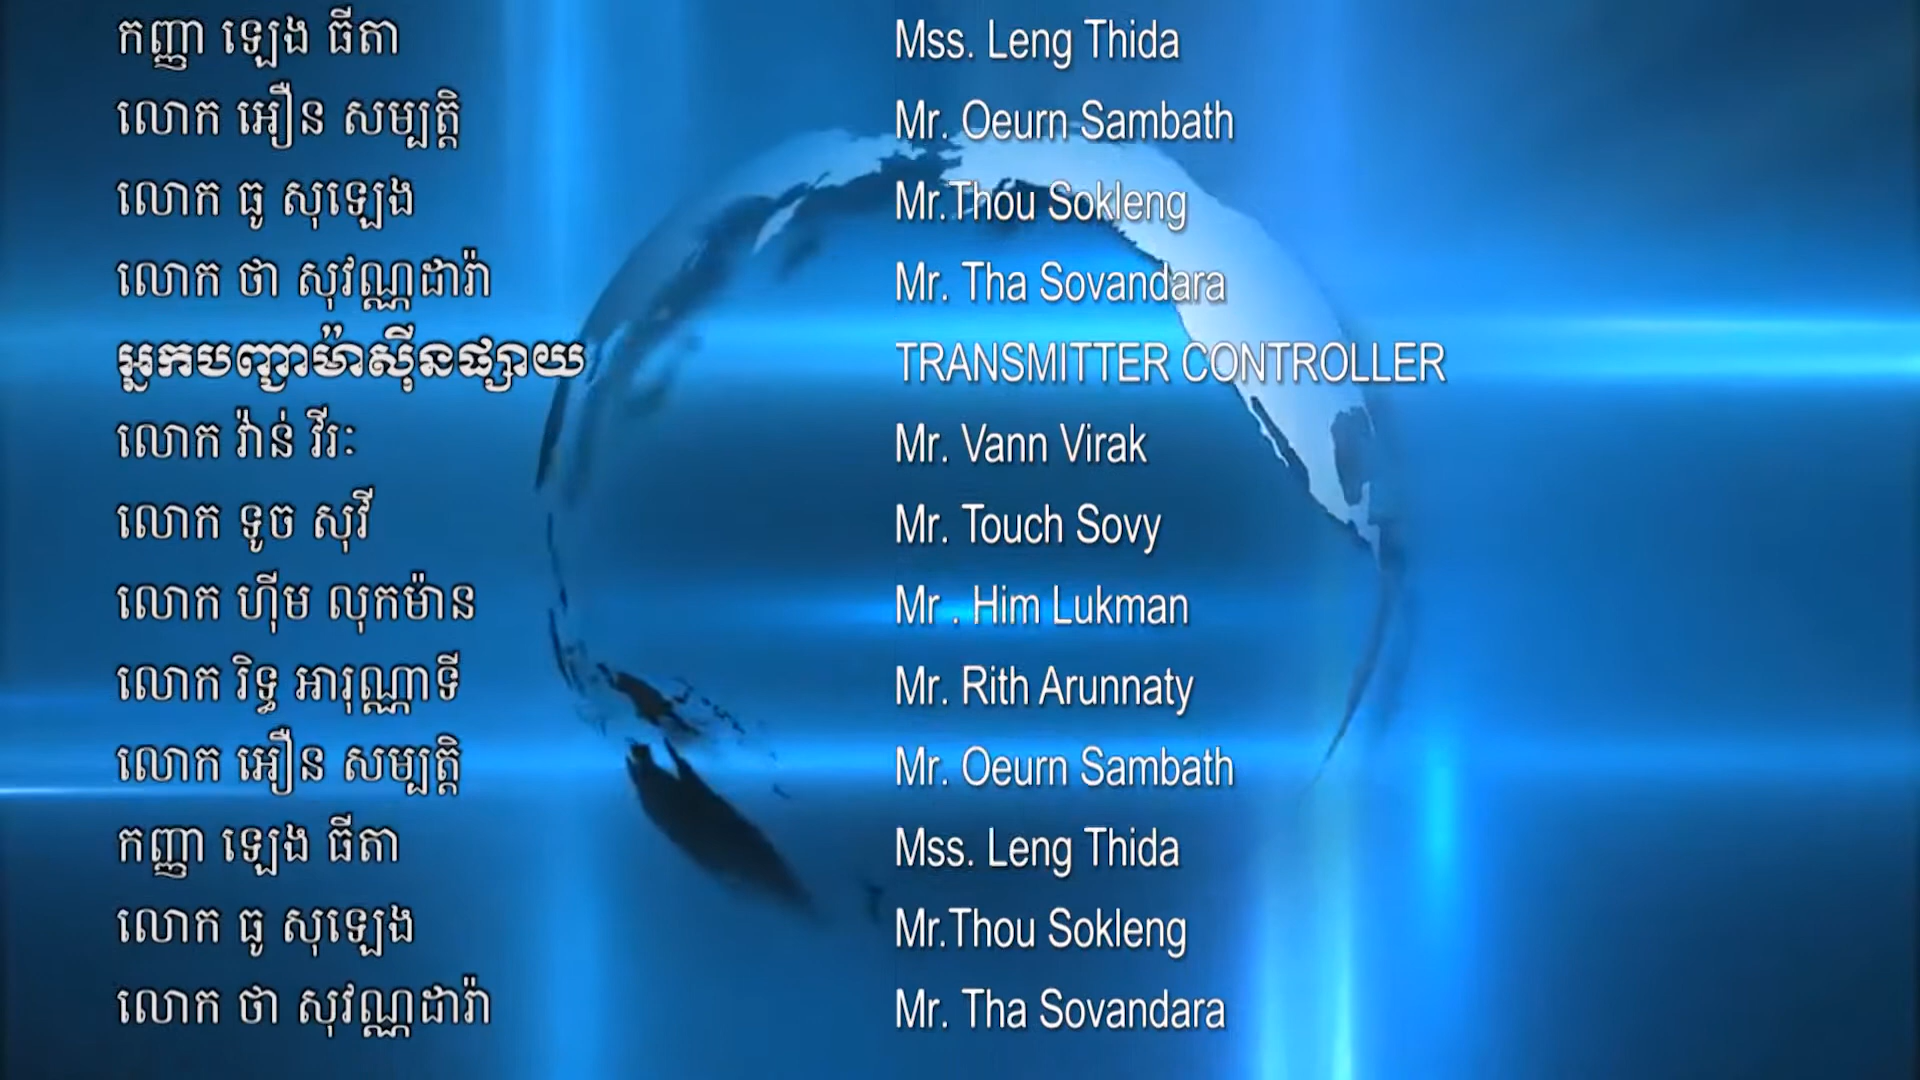 កញ្ញា ឡេង ធីតា Mss. Leng Thida
លោក អឿន សម្បត្តិ Mr. Oeurn Sambath
លោក ធូ សុឡេង Mr.Thou Sokleng
លោក ថា សុវណ្ណដារ៉ា Mr. Tha Sovandara
អ្នកបញ្ជាម៉ាស៊ីនផ្សាយ TRANSMITTER CONTROLLER
លោក វ៉ាន់ វីរៈ Mr. Vann Virak
លោក ទូច សុវី Mr. Touch Sovy
លោក ហ៊ីម លុកម៉ាន Mr . Him Lukman
លោក រិទ្ធ អារុណ្ណាទី Mr. Rith Arunnaty
លោក អឿន សម្បត្តិ Mr. Oeurn Sambath
កញ្ញា ឡេង ធីតា Mss. Leng Thida
លោក ធូ សុឡេង Mr.Thou Sokleng
លោក ថា សុវណ្ណដារ៉ា Mr. Tha Sovandara